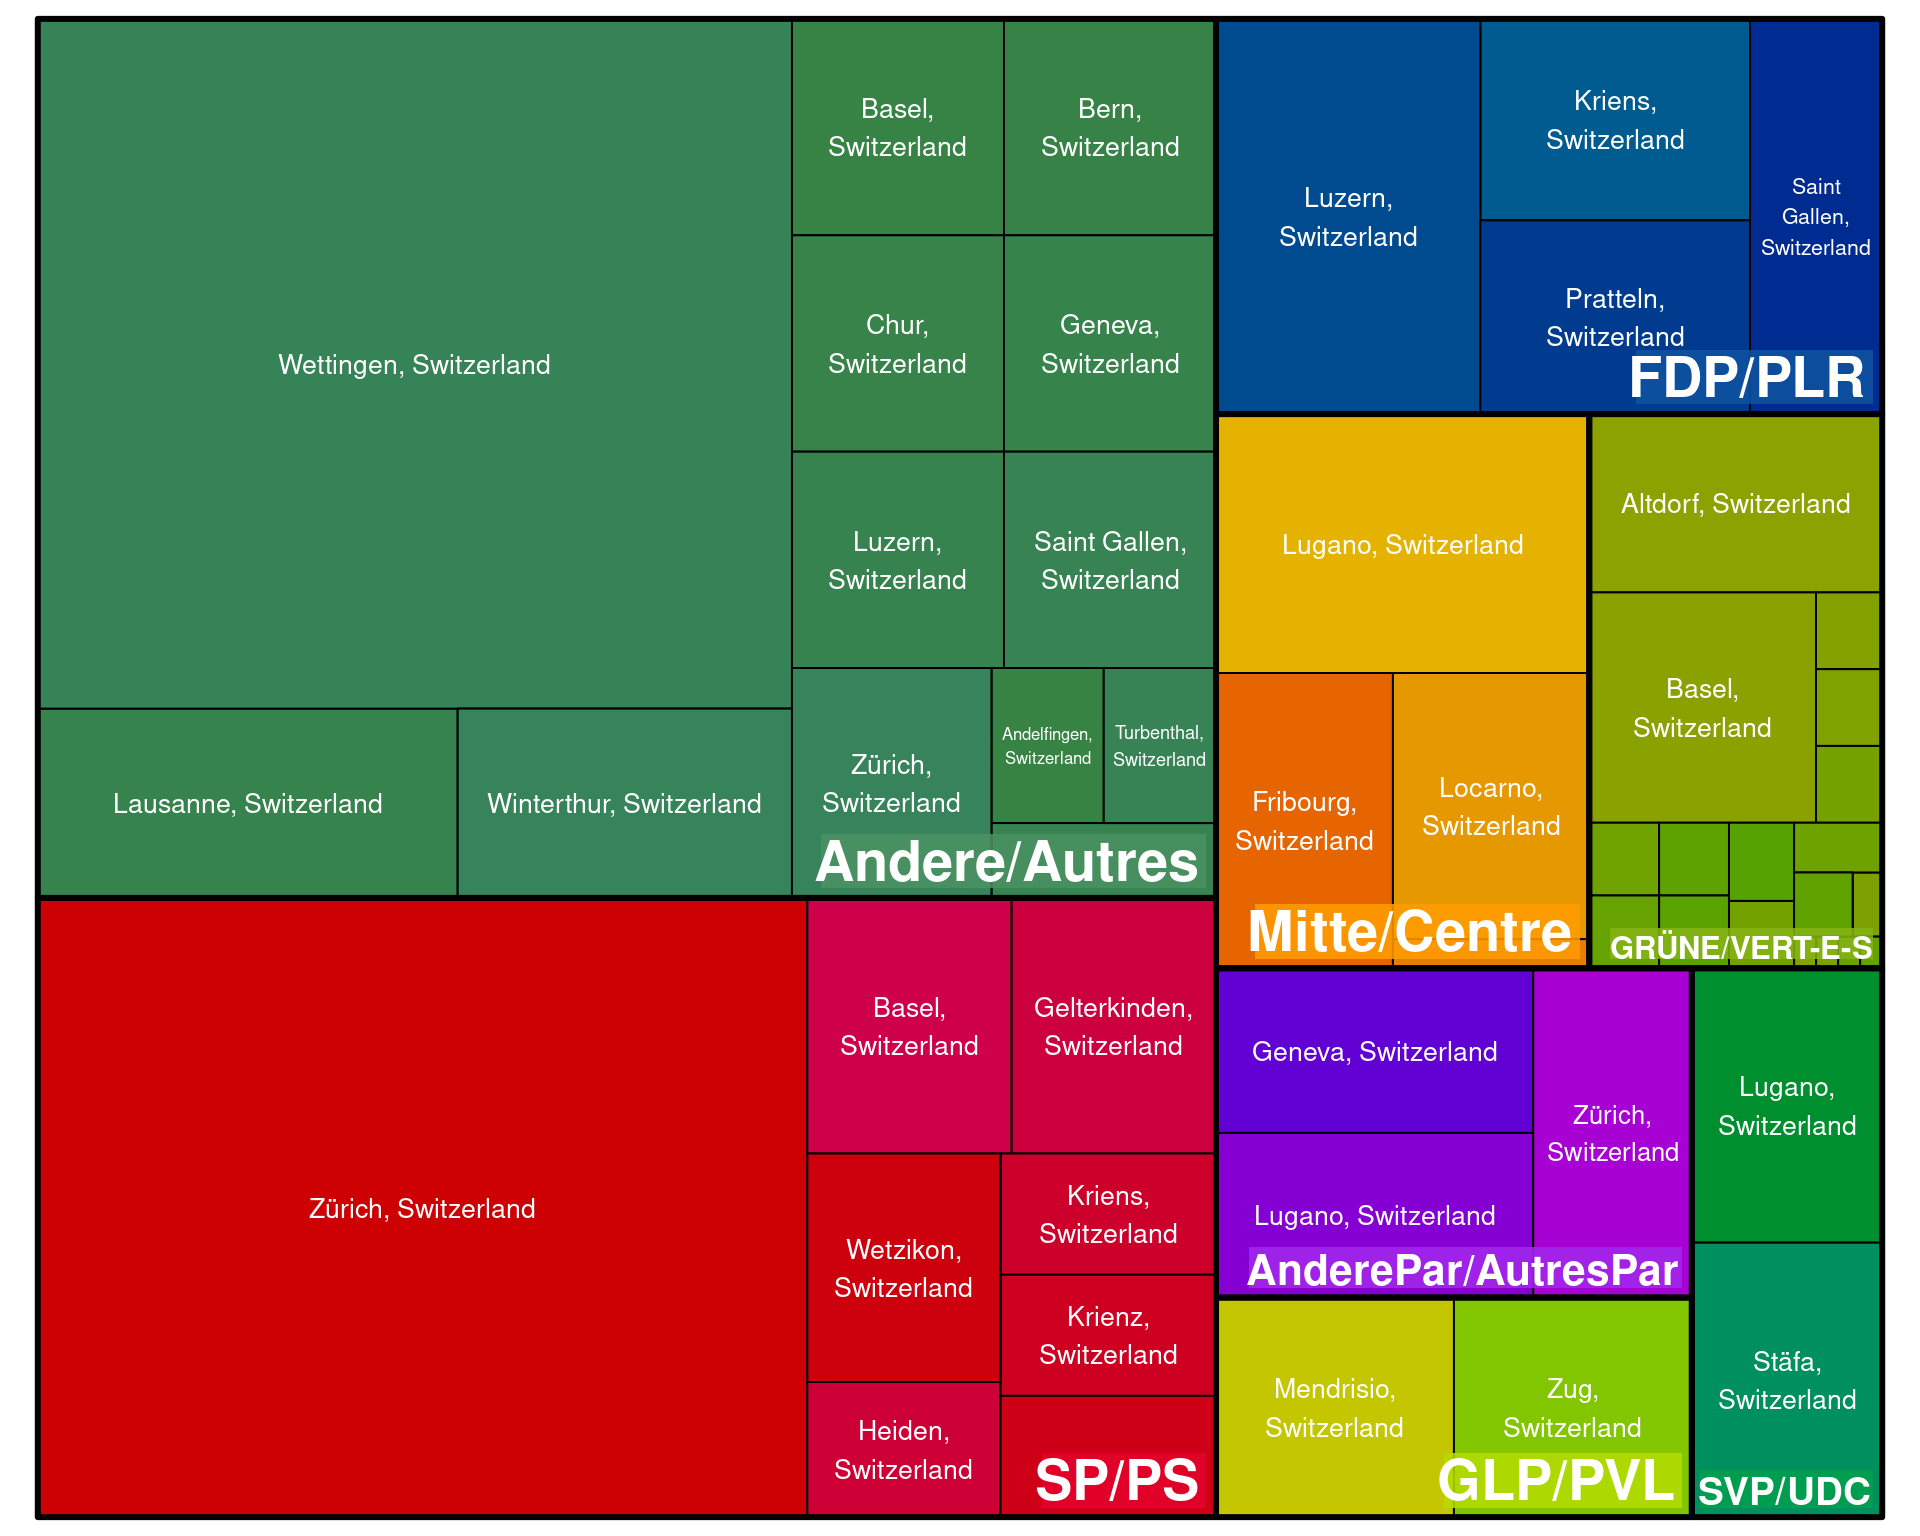 Wettingen, Switzerland
Basel,
Switzerland
Bern,
Switzerland
Chur,
Switzerland
Geneva,
Switzerland
Luzern,
Switzerland
Saint Gallen,
Switzerland
Lausanne, Switzerland
Winterthur, Switzerland
Zürich,
Switzerland
Andelfingen,
Switzerland
Turbenthal,
Switzerland
Andere/Autres
Luzern,
Switzerland
Kriens,
Switzerland
Pratteln,
Switzerland
Saint
Gallen,
Switzerland
FDP/PLR
Lugano, Switzerland
Fribourg,
Switzerland
Locarno,
Switzerland
Mitte/Centre
Altdorf, Switzerland
Basel,
Switzerland
GRÜNE/VERT-E-S
Zürich, Switzerland
Basel,
Switzerland
Gelterkinden,
Switzerland
Wetzikon,
Switzerland
Kriens,
Switzerland
Krienz,
Switzerland
Heiden,
Switzerland
SP/PS
Geneva, Switzerland
Lugano, Switzerland
Zürich,
Switzerland
AnderePar/AutresPar
Lugano,
Switzerland
Stäfa,
Switzerland
SVP/UDC
Mendrisio,
Switzerland
Zug,
Switzerland
GLP/PVL